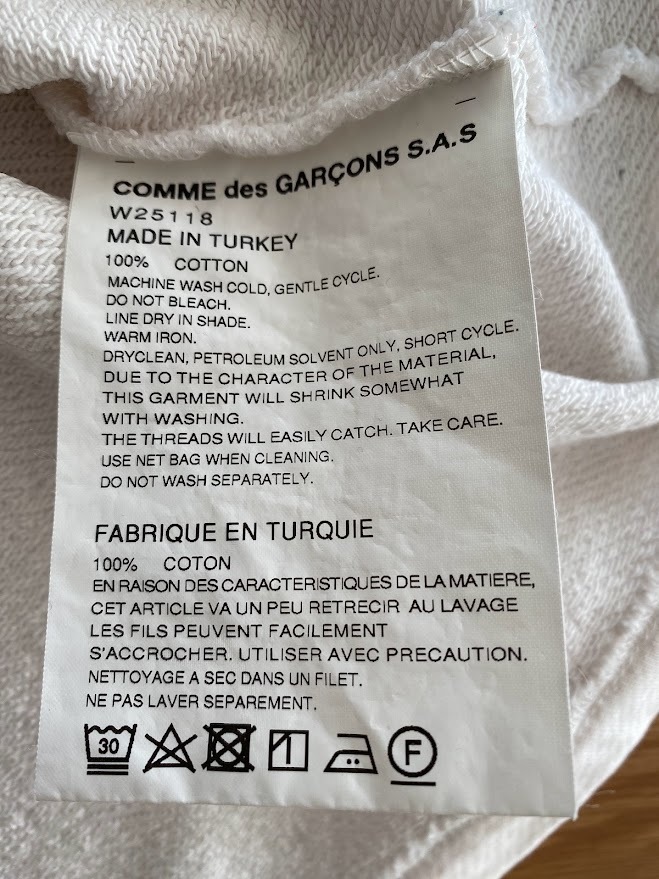 COMME des GARÇONS S.A.S
W25118
MADE IN TURKEY
100% COTTON
MACHINE WASH COLD, GENTLE CYCLE.
DO NOT BLEACH.
LINE DRY IN SHADE.
WARM IRON.
DRYCLEAN, PETROLEUM SOLVENT ONLY, SHORT CYCLE.
DUE TO THE CHARACTER OF THE MATERIAL,
THIS GARMENT WILL SHRINK SOMEWHAT
WITH WASHING.
THE THREADS WILL EASILY CATCH. TAKE CARE.
USE NET BAG WHEN CLEANING.
DO NOT WASH SEPARATELY.
FABRIQUE EN TURQUIE
100% COTON
EN RAISON DES CARACTERISTIQUES DE LA MATIERE,
CET ARTICLE VA UN PEU RETRECIR AU LAVAGE
LES FILS PEUVENT FACILEMENT
S'ACCROCHER. UTILISER AVEC PRECAUTION.
NETTOYAGE A SEC DANS UN FILET.
NE PAS LAVER SEPAREMENT.
30 F